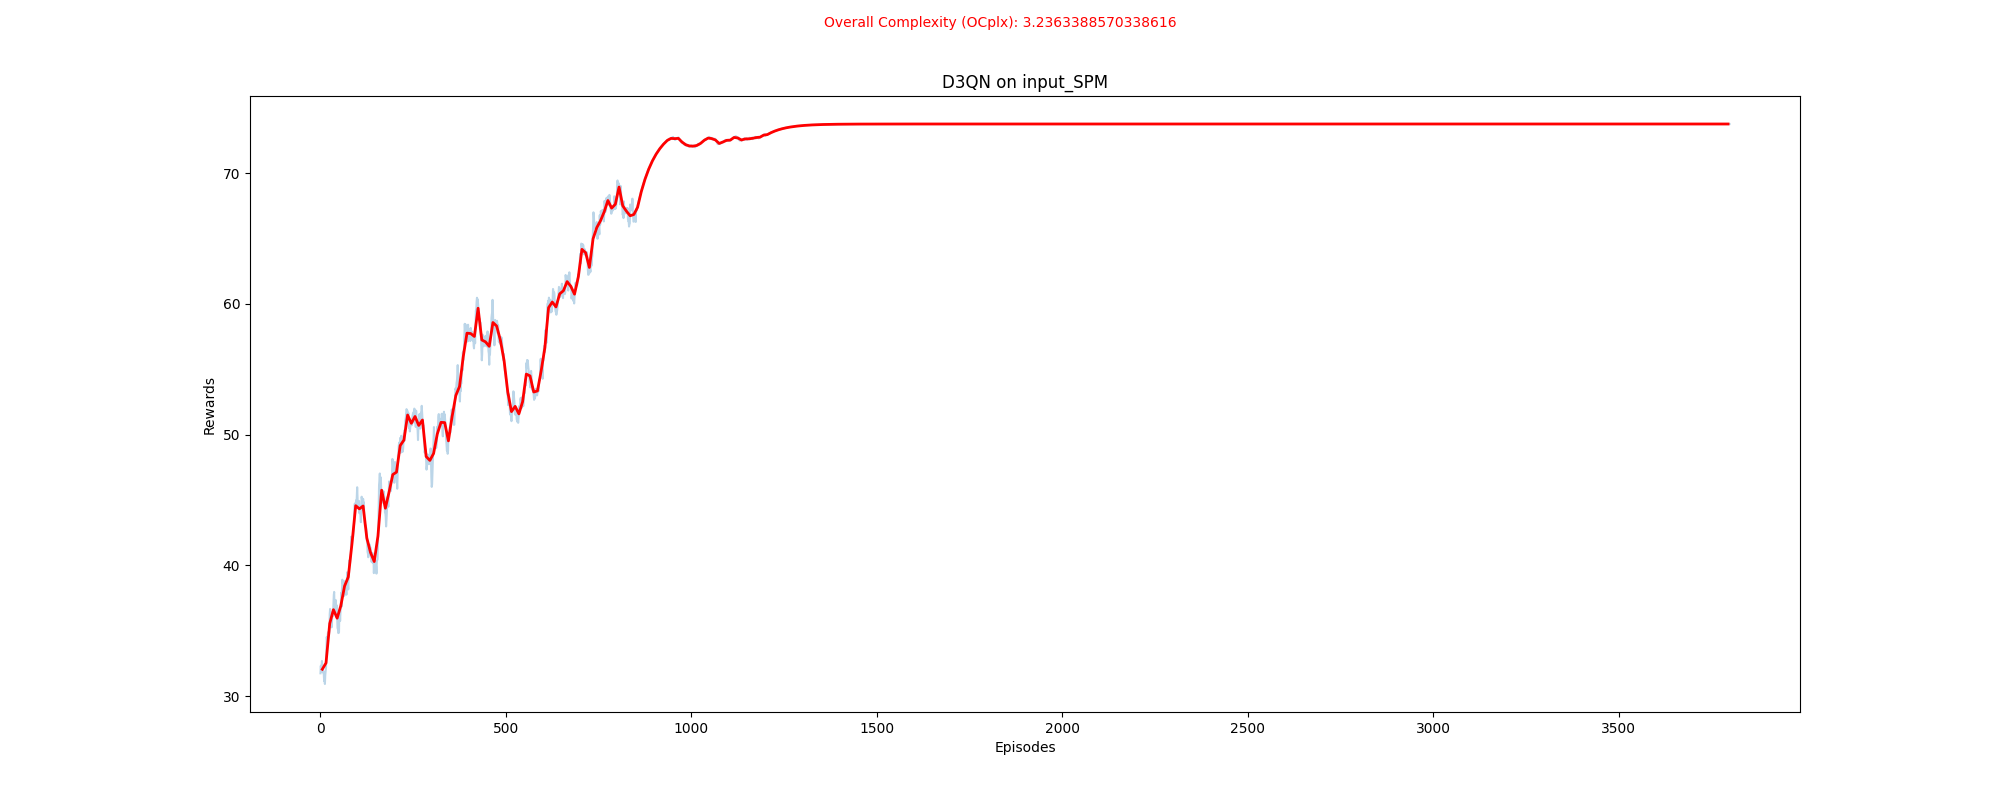 Overall Complexity (OCplx): 3.2363388570338616
D3QN on input_SPM
Rewards
70
60
50
40
30
0 500 1000 1500 2000 2500 3000 3500
Episodes